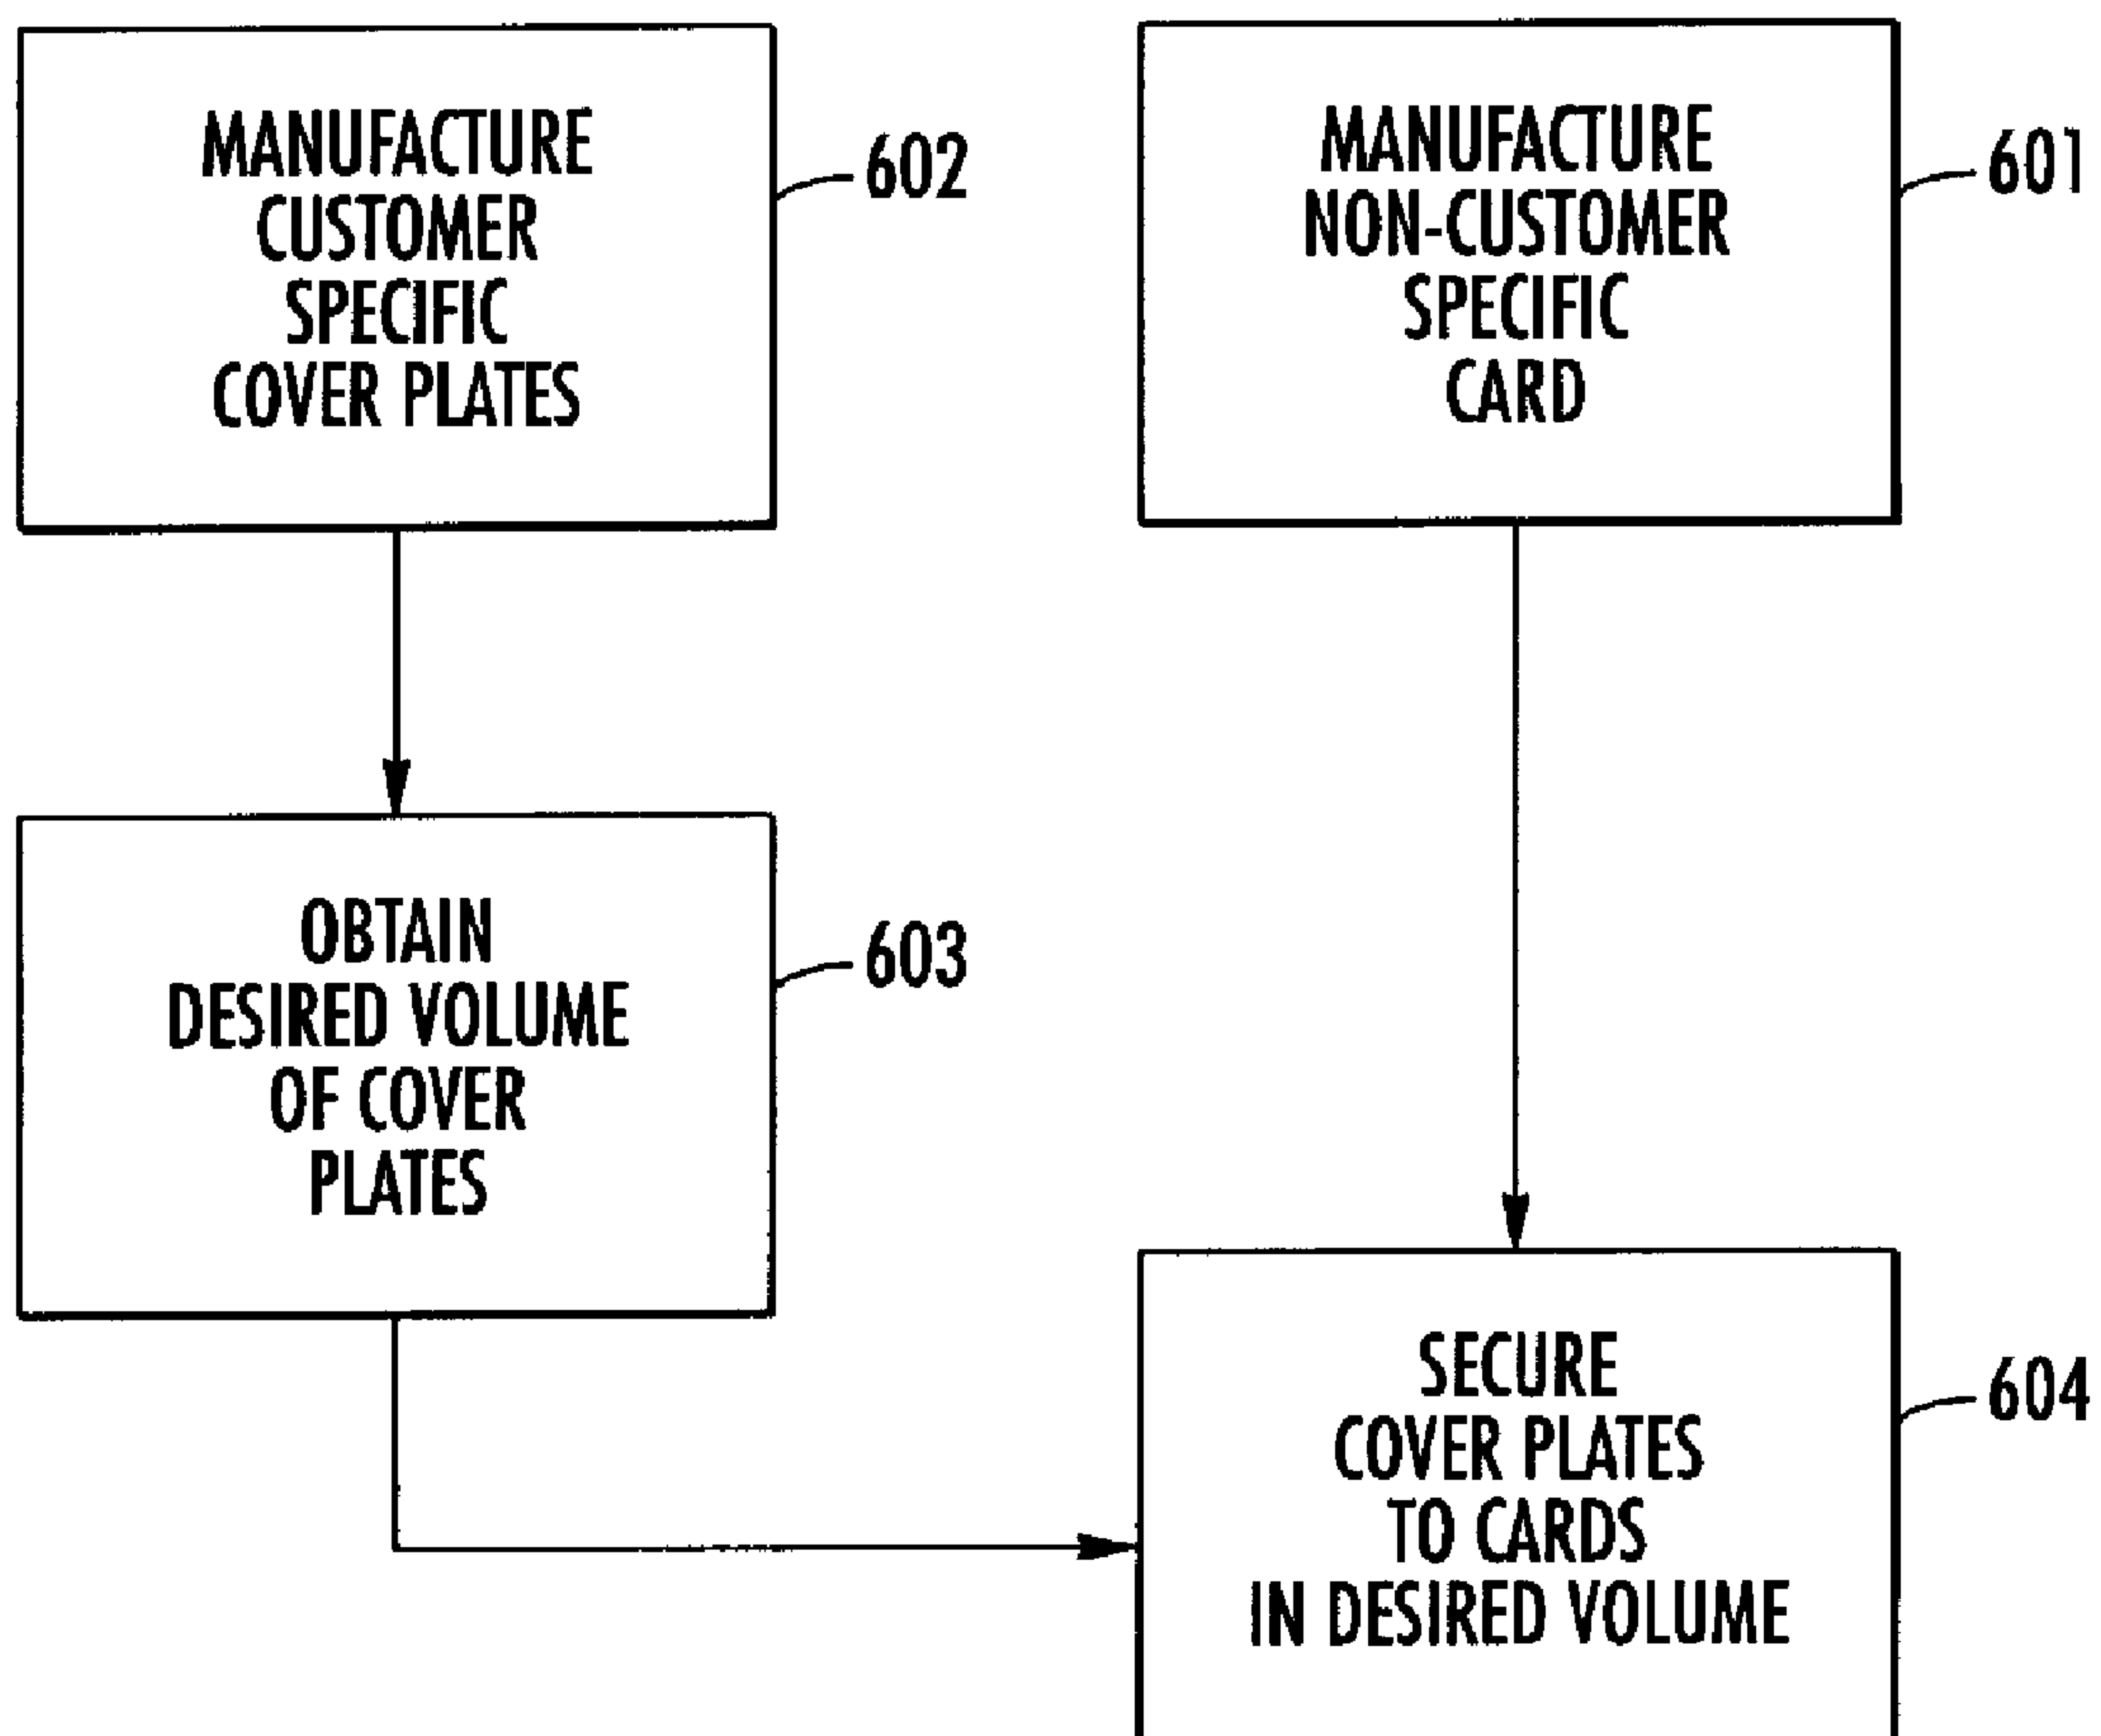 MANUFACTURE
CUSTOMER
SPECIFIC
COVER PLATES
602
MANUFACTURE
NON-CUSTOMER
SPECIFIC
CARD
601
OBTAIN
DESIRED VOLUME
OF COVER
PLATES
603
SECURE
COVER PLATES
TO CARDS
IN DESIRED VOLUME
604